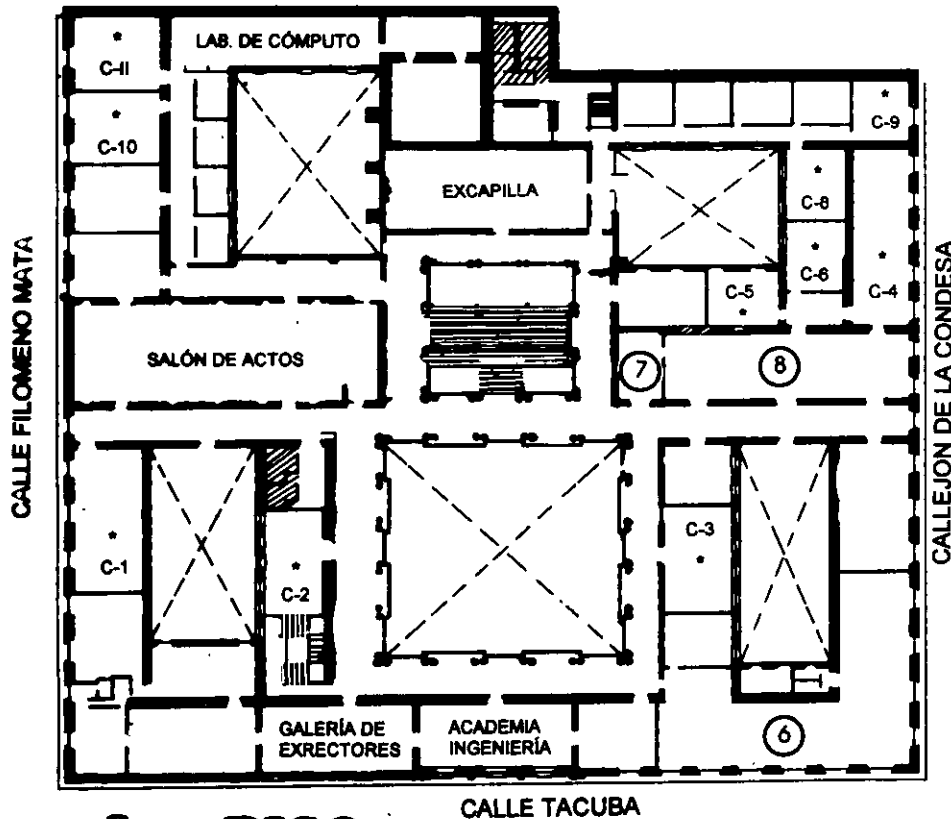 LAB. DE CÓMPUTO
*
C-11
*
C-10
*
C-9
EXCAPILLA
*
C-8
*
C-6
*
C-4
C-5
*
SALÓN DE ACTOS
7
8
CALLE FILOMENO MATA
CALLEJON DE LA CONDESA
*
C-1
*
C-2
C-3
*
GALERÍA DE
EXRECTORES
ACADEMIA
INGENIERÍA
6
CALLE TACUBA